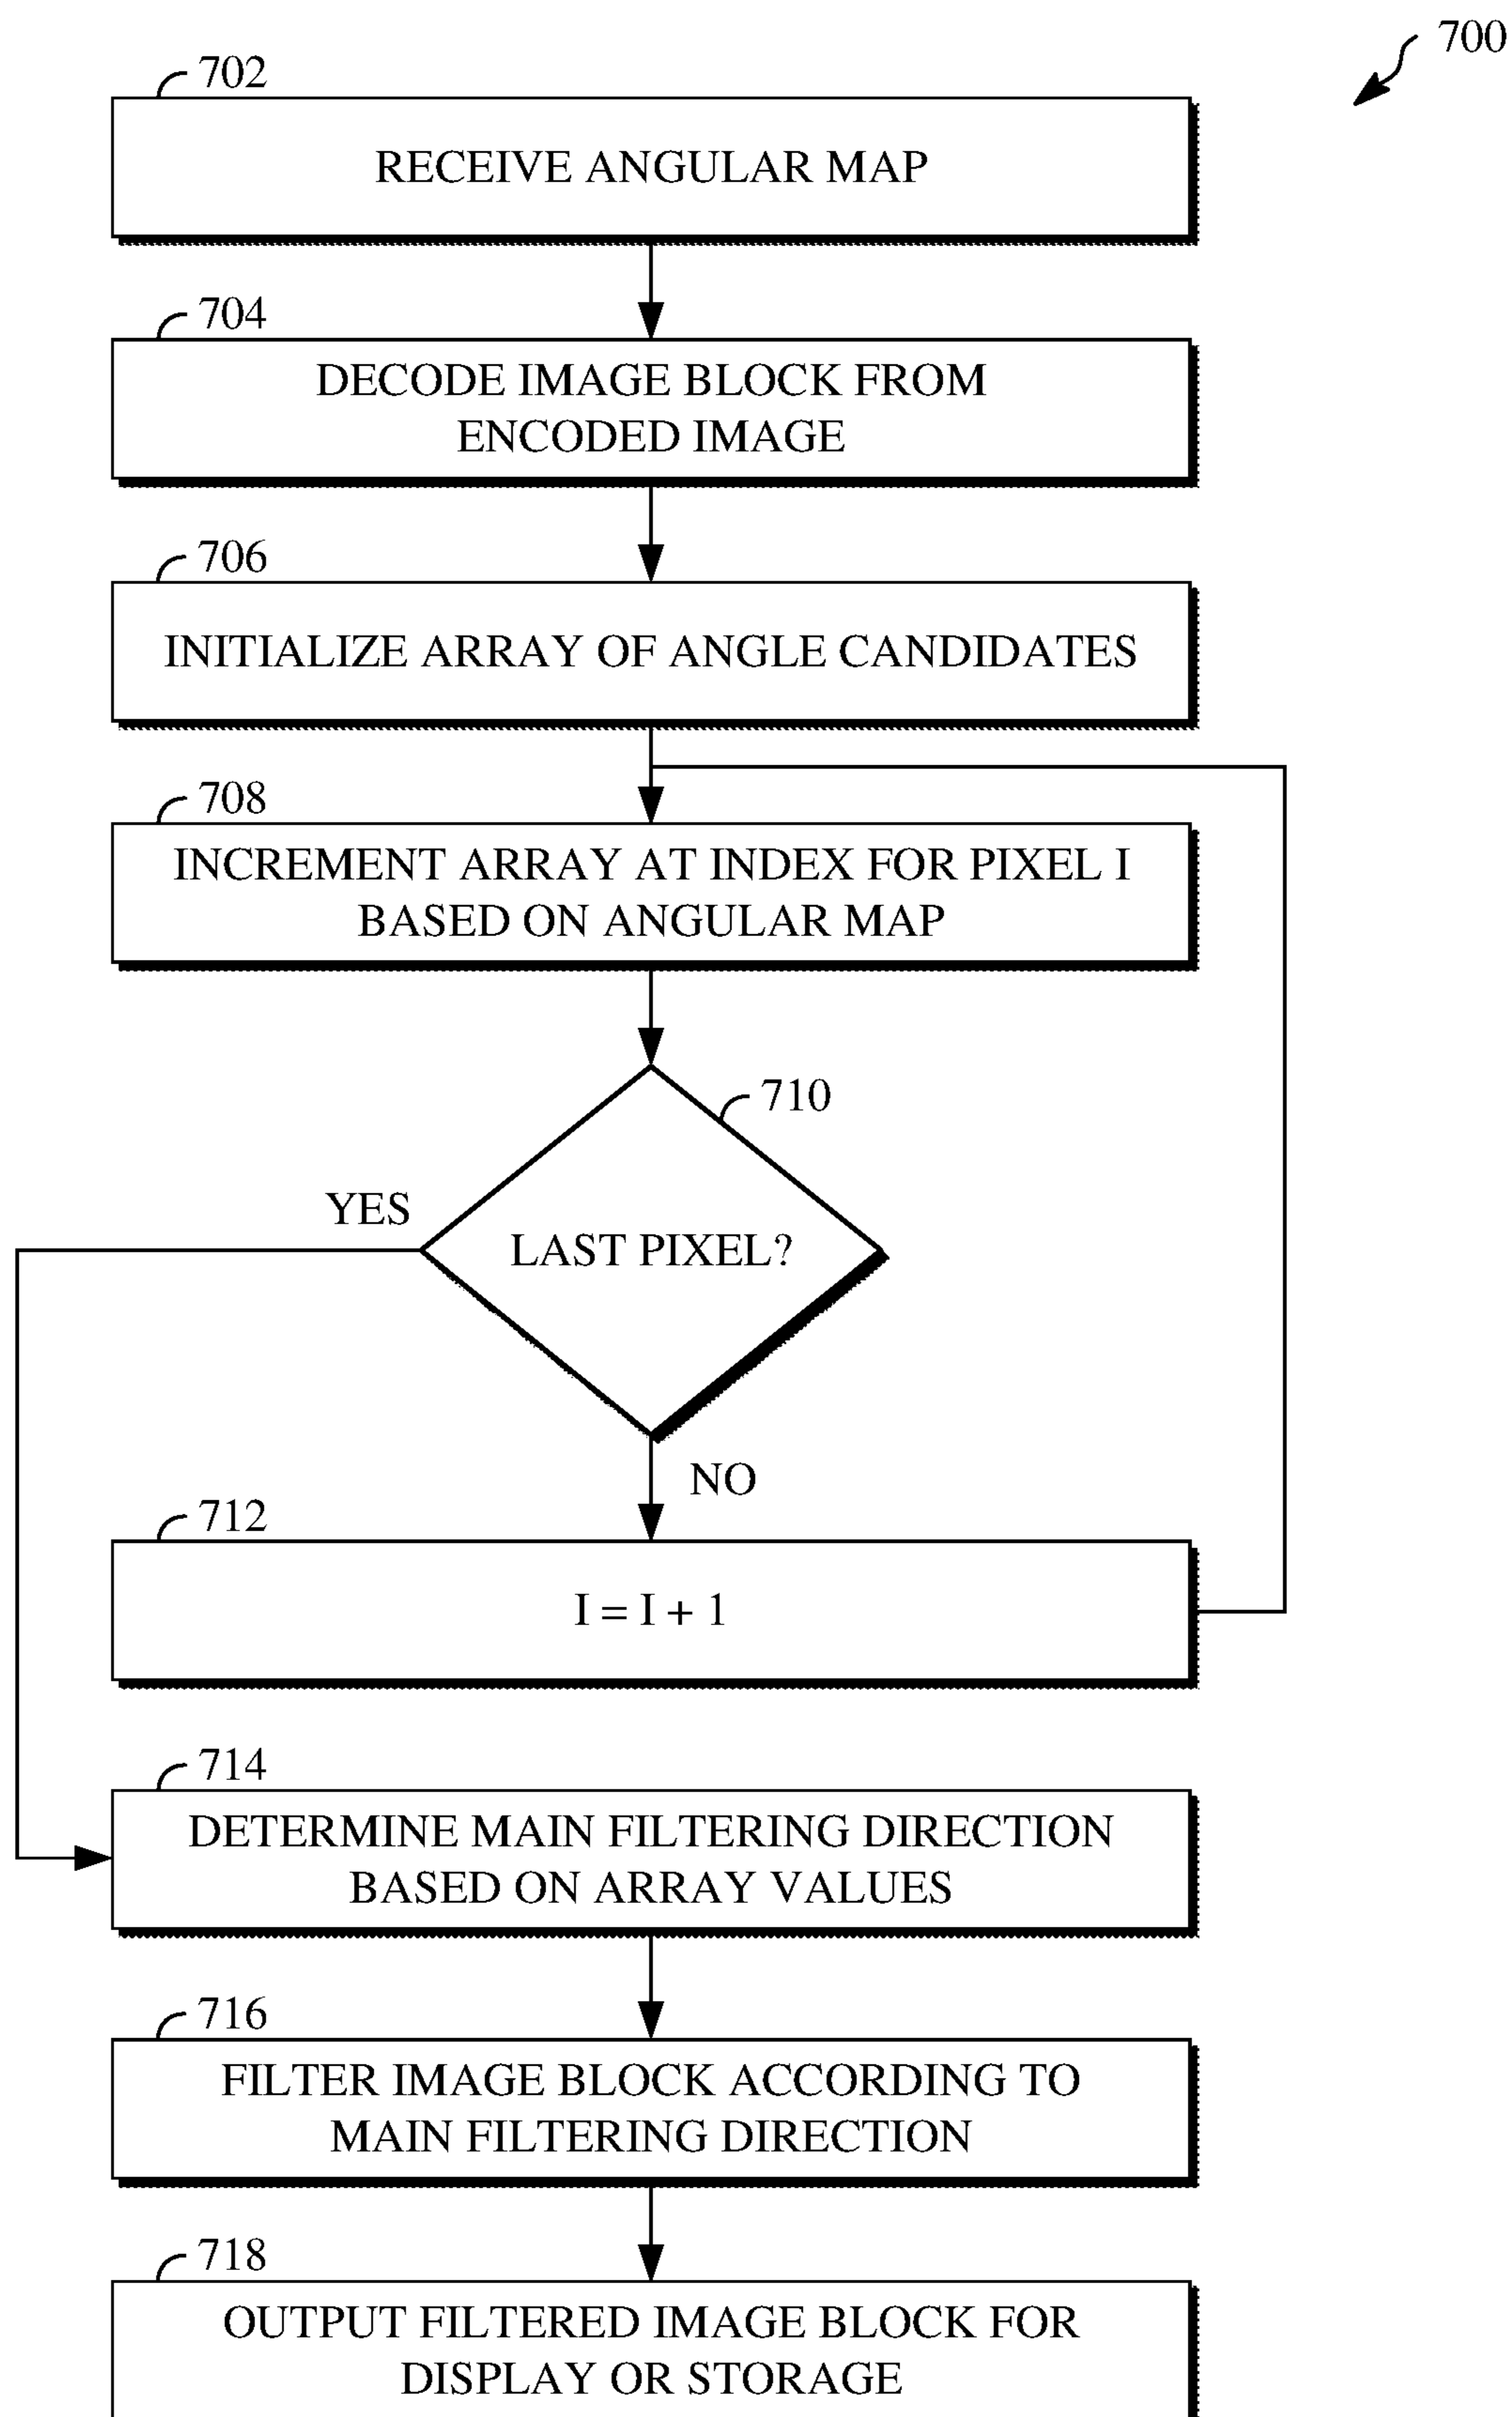 700
702
RECEIVE ANGULAR MAP
704
DECODE IMAGE BLOCK FROM
ENCODED IMAGE
706
INITIALIZE ARRAY OF ANGLE CANDIDATES
708
INCREMENT ARRAY AT INDEX FOR PIXEL I
BASED ON ANGULAR MAP
710
YES
LAST PIXEL?
NO
712
I = I + 1
714
DETERMINE MAIN FILTERING DIRECTION
BASED ON ARRAY VALUES
716
FILTER IMAGE BLOCK ACCORDING TO
MAIN FILTERING DIRECTION
718
OUTPUT FILTERED IMAGE BLOCK FOR
DISPLAY OR STORAGE